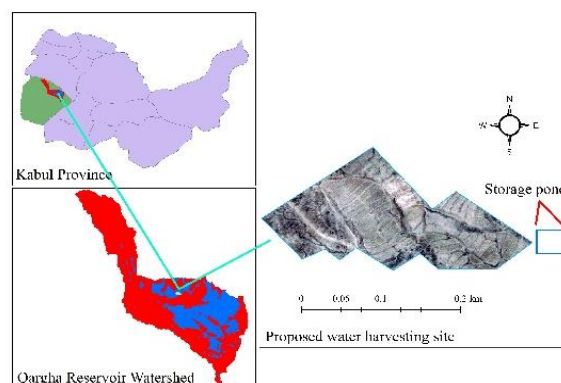 Kabul Province
N
W E
S
Storage pond
0 0.05 0.1 0.2 km
Proposed water harvesting site
Qargha Reservoir Watershed